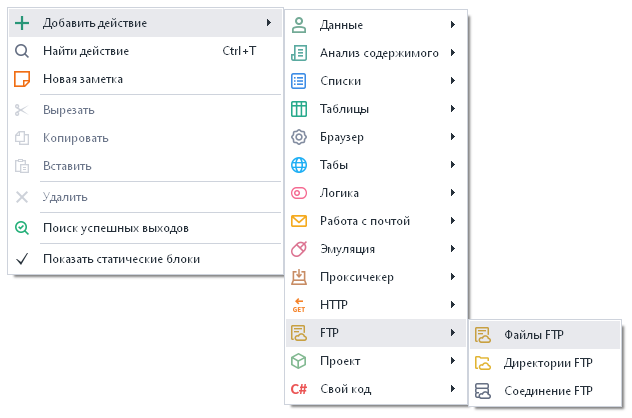 Добавить действие
Найти действие Ctrl+T
Новая заметка
Вырезать
Копировать
Вставить
Удалить
Поиск успешных выходов
Показать статические блоки
Данные
Анализ содержимого
Списки
Таблицы
Браузер
Табы
Логика
Работа с почтой
Эмуляция
Проксичекер
GET HTTP
FTP
Проект
C# Свой код
Файлы FTP
Директории FTP
Соединение FTP